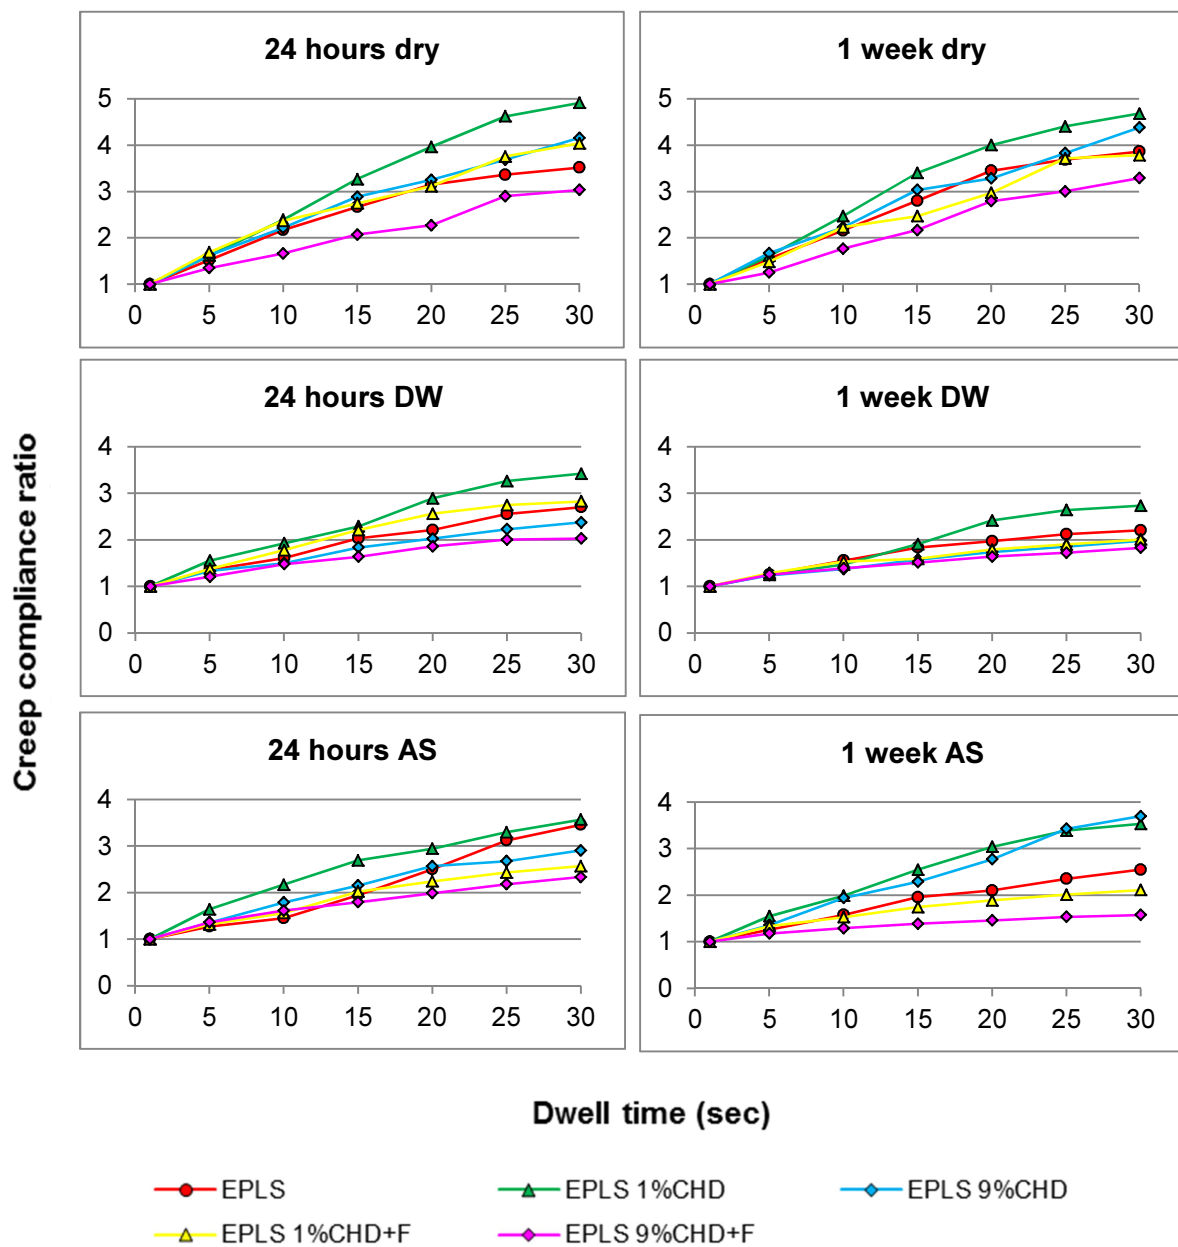 24 hours dry
5
4
3
2
1
0 5 10 15 20 25 30
1 week dry
5
4
3
2
1
0 5 10 15 20 25 30
24 hours DW
4
3
2
1
0
0 5 10 15 20 25 30
1 week DW
4
3
2
1
0
0 5 10 15 20 25 30
Creep compliance ratio
24 hours AS
4
3
2
1
0
0 5 10 15 20 25 30
1 week AS
4
3
2
1
0
0 5 10 15 20 25 30
Dwell time (sec)
EPLS EPLS 1%CHD EPLS 9%CHD
EPLS 1%CHD+F EPLS 9%CHD+F